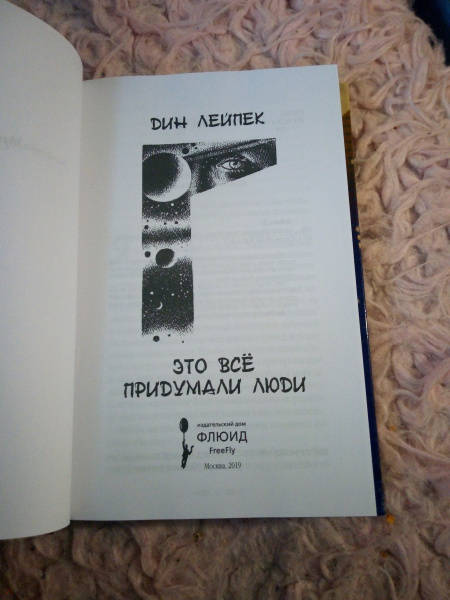 ДИН ЛЕЙПЕК
ЭТО ВСЁ
ПРИДУМАЛИ ЛЮДИ
издательский дом
ФЛЮИД
FreeFly
Москва, 2019